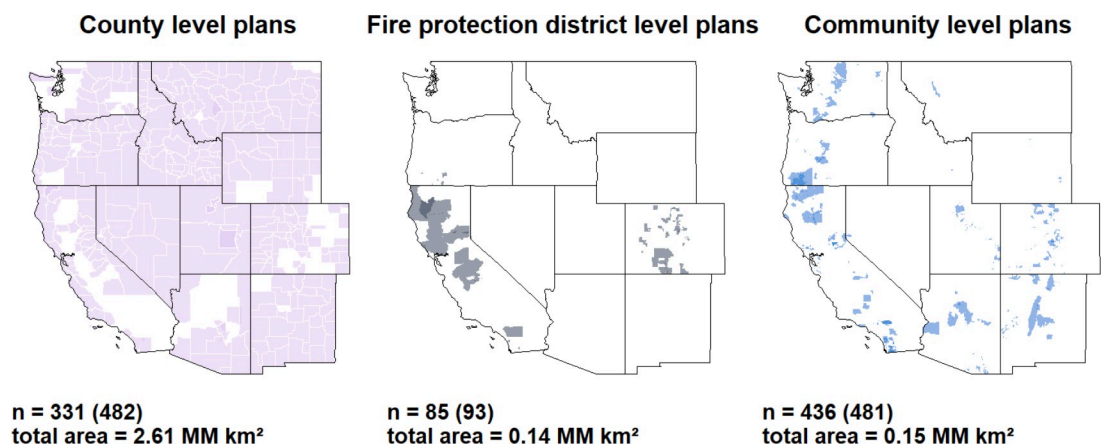 County level plans
Fire protection district level plans
Community level plans
n = 331 (482)
total area = 2.61 MM km²
n = 85 (93)
total area = 0.14 MM km²
n = 436 (481)
total area = 0.15 MM km²